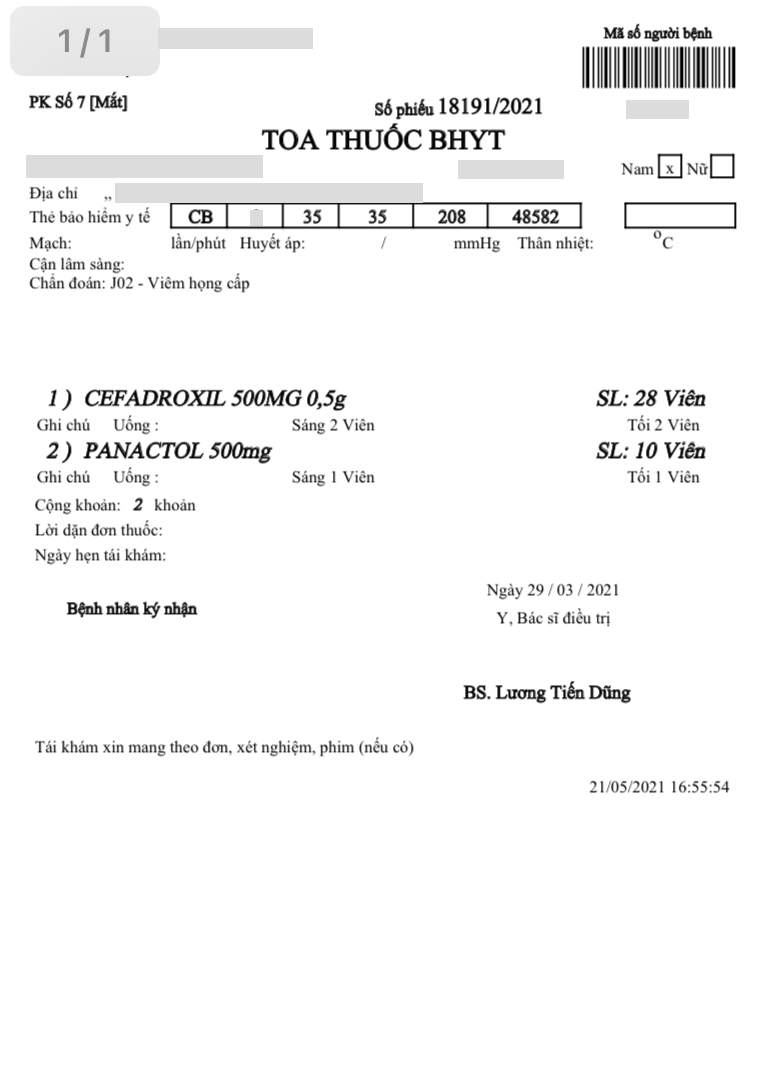 1/1
Mã số người bệnh
PK Số 7 [Mắt]
Số phiếu 18191/2021
TOA THUỐC BHYT
Nam x Nữ
Địa chỉ ,,
Thẻ bảo hiểm y tế CB 35 35 208 48582
Mạch: lần/phút Huyết áp: / mmHg Thân nhiệt: °C
Cận lâm sàng:
Chẩn đoán: J02 - Viêm họng cấp
1 ) CEFADROXIL 500MG 0,5g SL: 28 Viên
Ghi chú Uống : Sáng 2 Viên Tối 2 Viên
2 ) PANACTOL 500mg SL: 10 Viên
Ghi chú Uống : Sáng 1 Viên Tối 1 Viên
Cộng khoản: 2 khoản
Lời dặn đơn thuốc:
Ngày hẹn tái khám:
Ngày 29 / 03 / 2021
Bệnh nhân ký nhận
Y, Bác sĩ điều trị
BS. Lương Tiến Dũng
Tái khám xin mang theo đơn, xét nghiệm, phim (nếu có)
21/05/2021 16:55:54